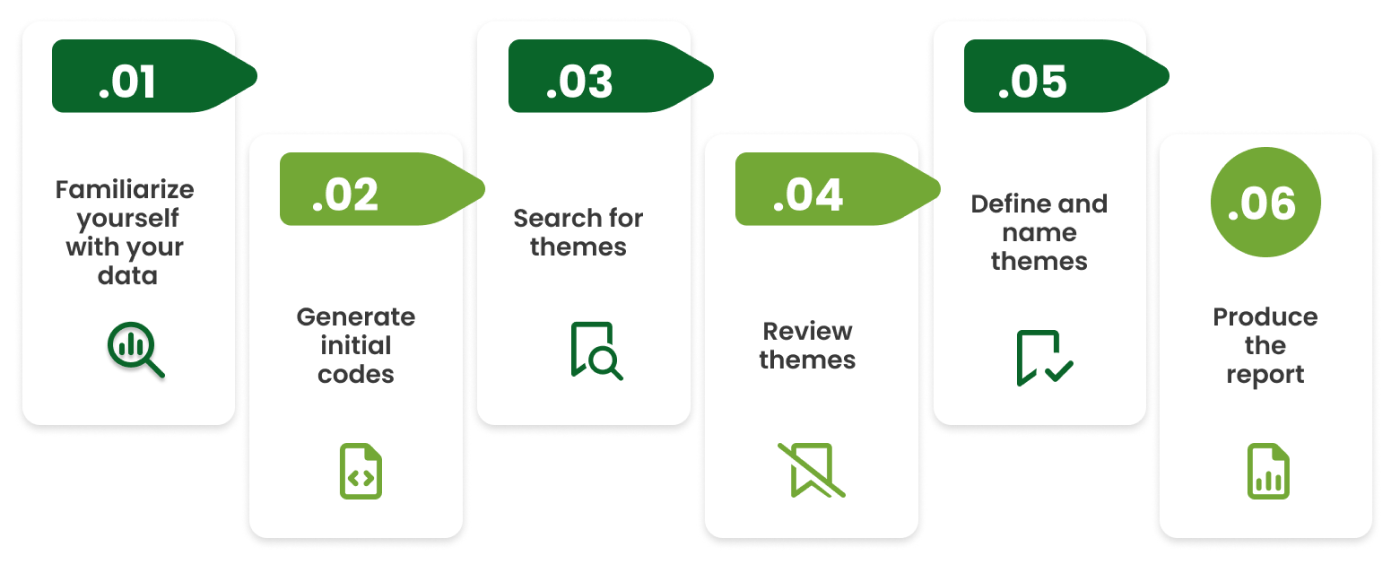 .01
Familiarize
yourself
with your
data
.02
Generate
initial
codes
.03
Search for
themes
.04
Review
themes
.05
Define and
name
themes
.06
Produce
the
report